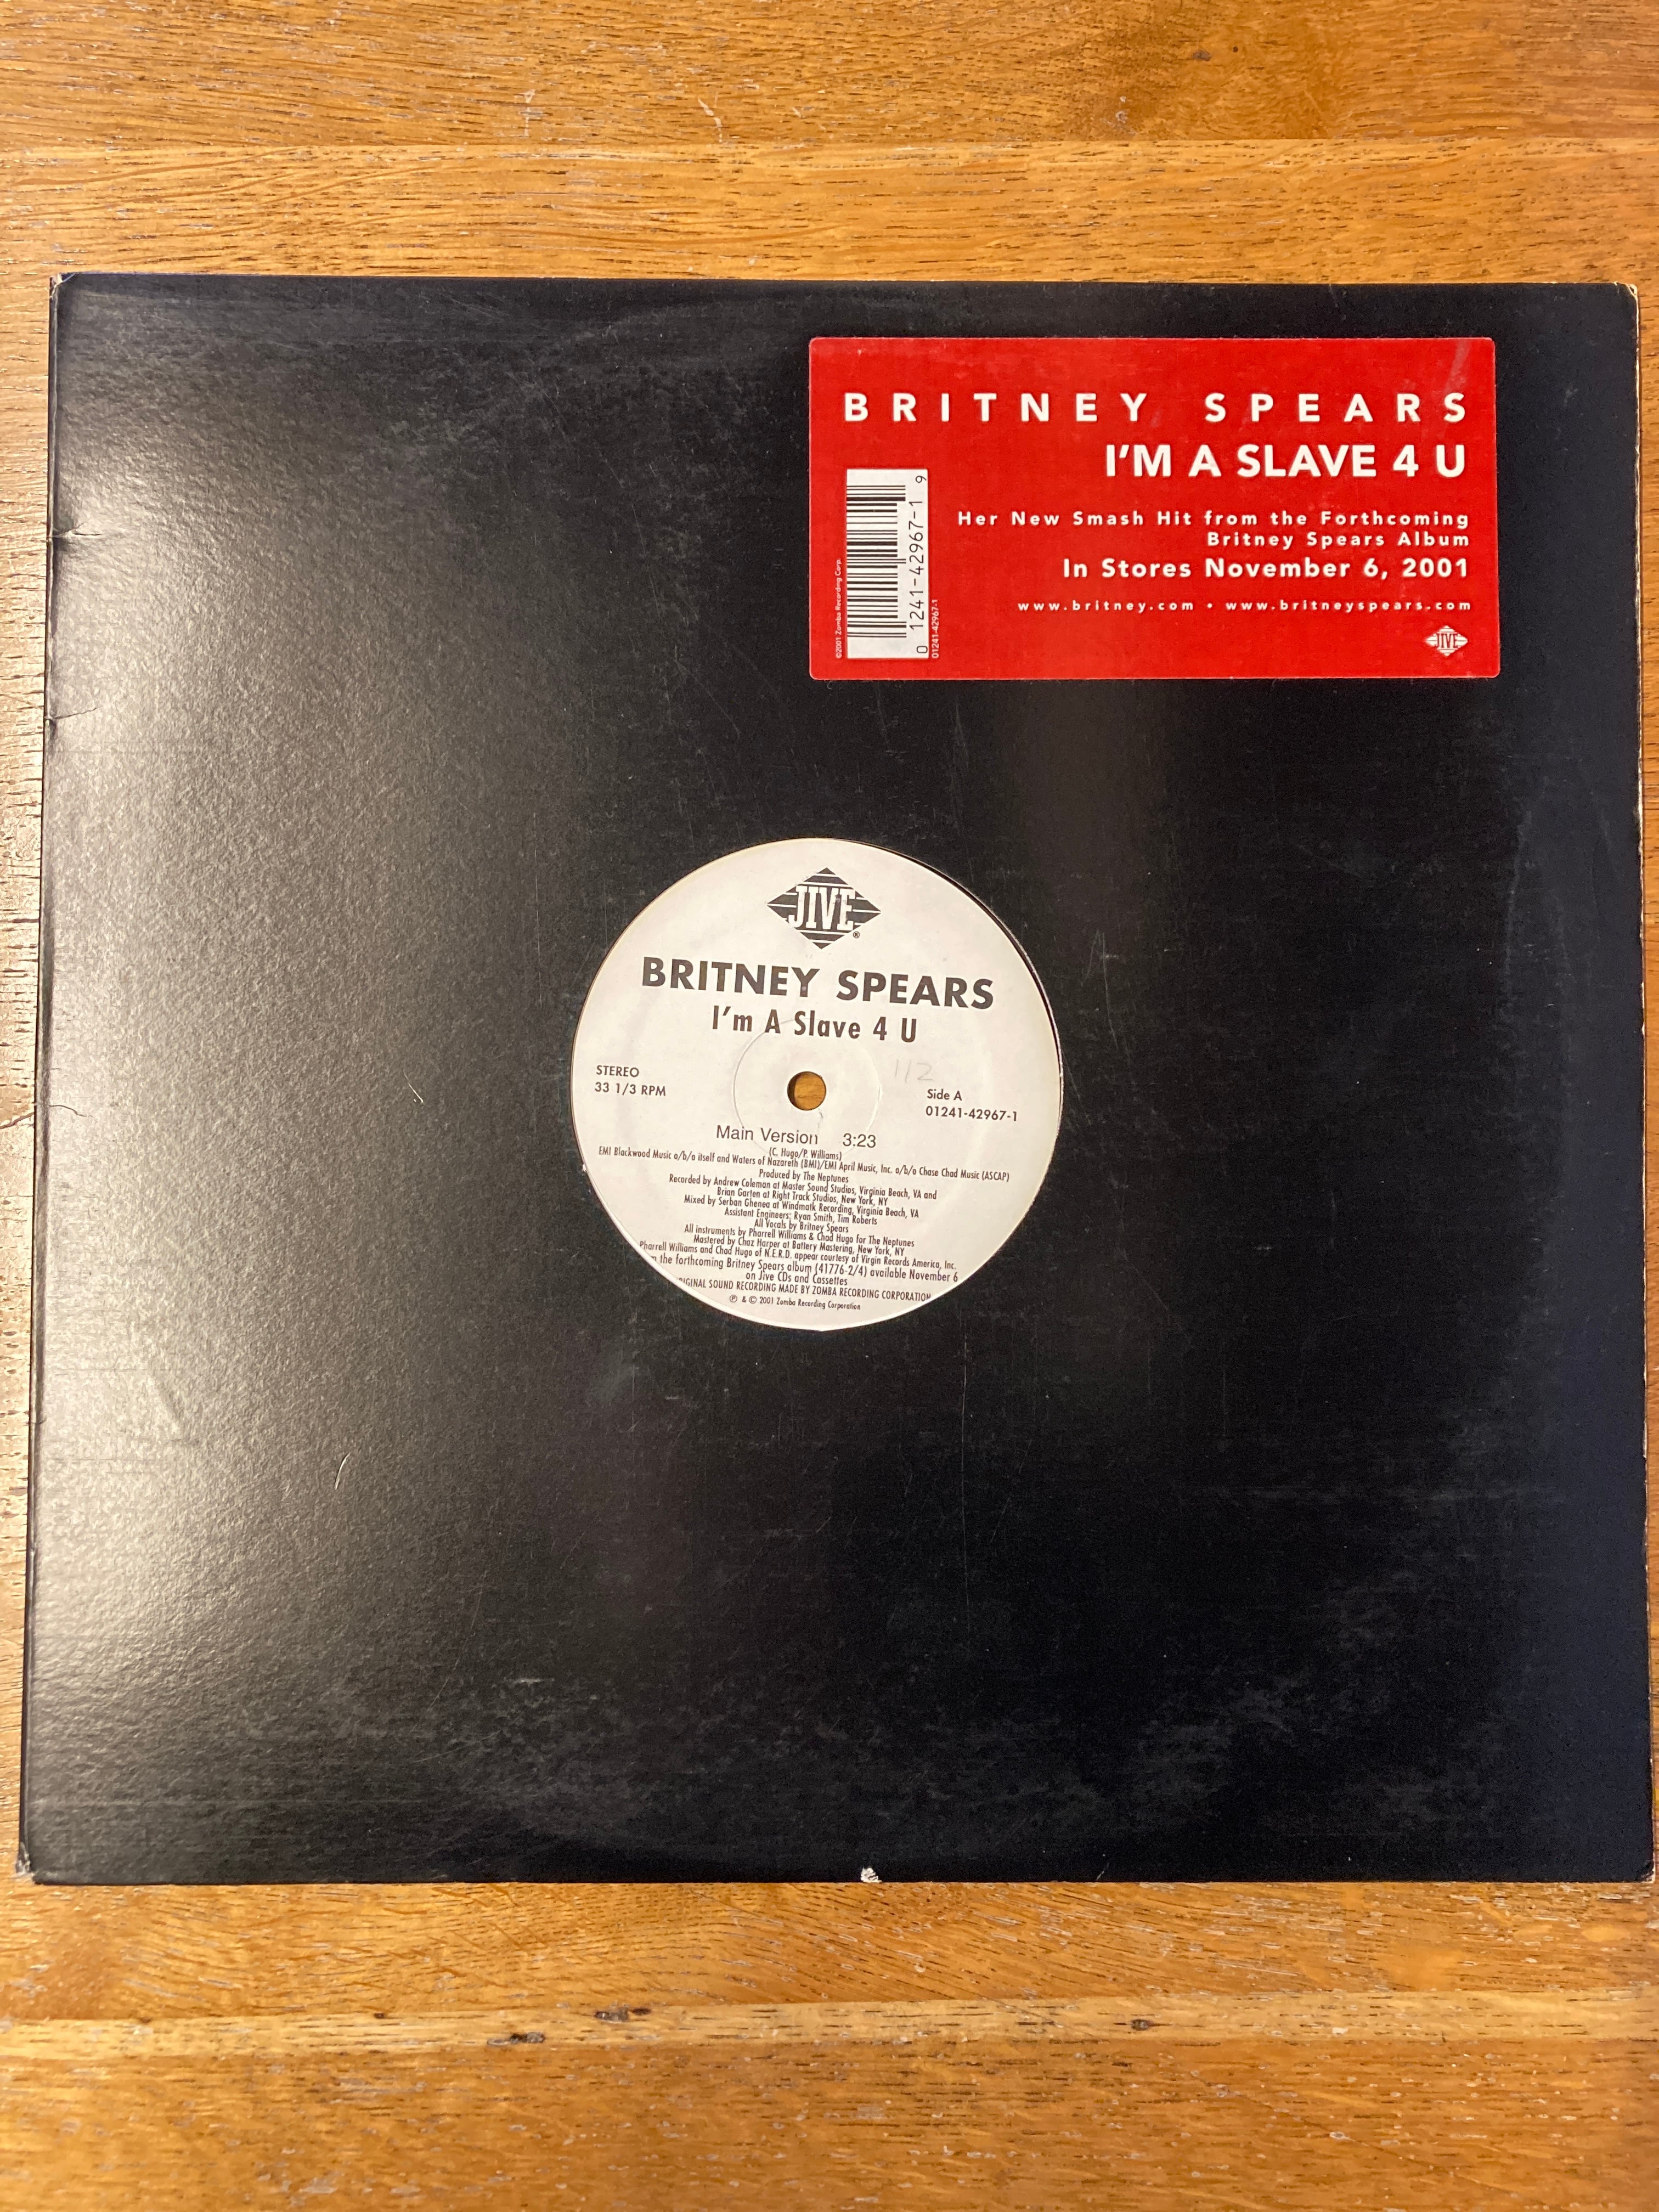 BRITNEY SPEARS
I'M A SLAVE 4 U
Her New Smash Hit from the Forthcoming
Britney Spears Album
In Stores November 6, 2001
www.britney.com • www.britneyspears.com
JIVE
©2001 Zomba Recording Corp.
0 1241-42967-1 9
01241-42967-1
JIVE®
BRITNEY SPEARS
I'm A Slave 4 U
1/2
STEREO
33 1/3 RPM
Side A
01241-42967-1
Main Version 3:23
(C. Hugo/P. Williams)
EMI Blackwood Music o/b/o itself and Waters of Nazareth (BMI)/EMI April Music, Inc. o/b/o Chase Chad Music (ASCAP)
Produced by The Neptunes
Recorded by Andrew Coleman at Master Sound Studios, Virginia Beach, VA and
Brian Garten at Right Track Studios, New York, NY
Mixed by Serban Ghenea at Windmark Recording, Virginia Beach, VA
Assistant Engineers: Ryan Smith, Tim Roberts
All Vocals by Britney Spears
All instruments by Pharrell Williams & Chad Hugo for The Neptunes
Mastered by Chaz Harper at Battery Mastering, New York, NY
Pharrell Williams and Chad Hugo of N.E.R.D. appear courtesy of Virgin Records America, Inc.
the forthcoming Britney Spears album (41776-2/4) available November 6
on Jive CDs and Cassettes
SOUND RECORDING MADE BY ZOMBA RECORDING CORPORATION
℗ & © 2001 Zomba Recording Corporation